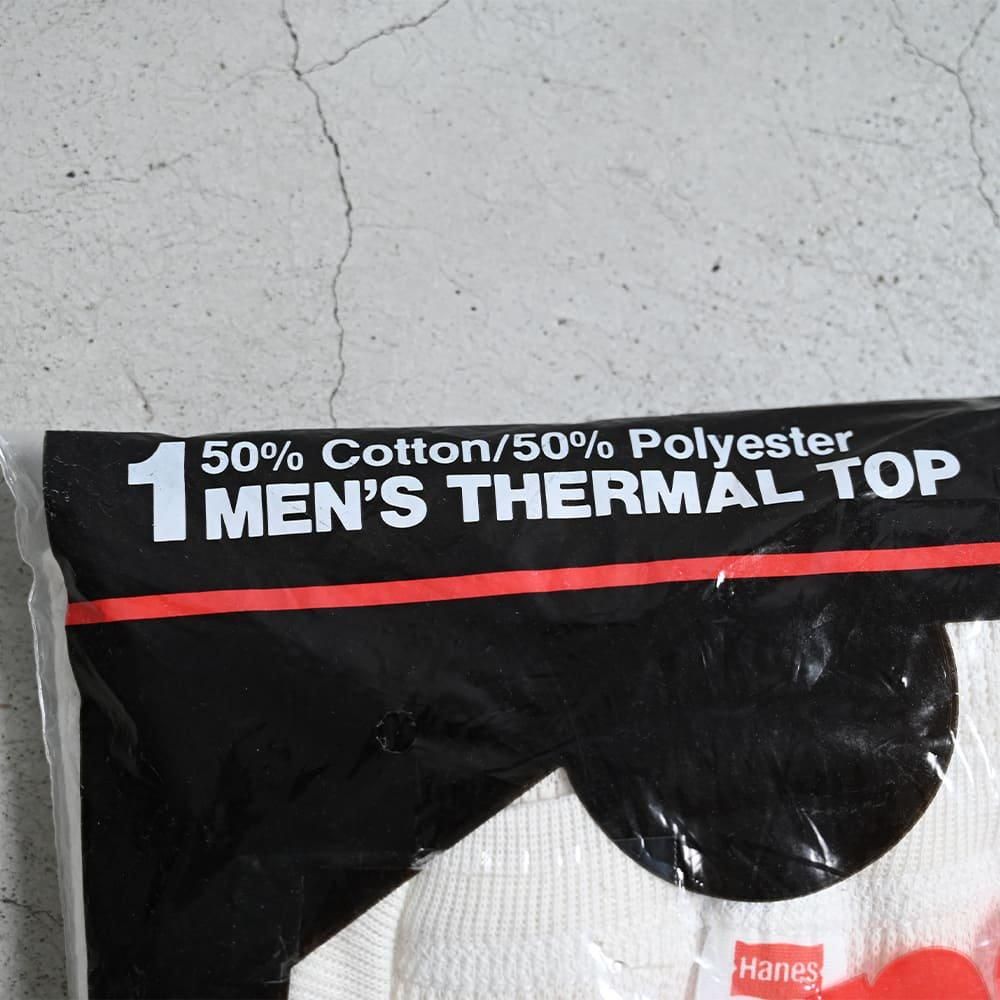 1 50% Cotton/50% Polyester
MEN'S THERMAL TOP
Hanes